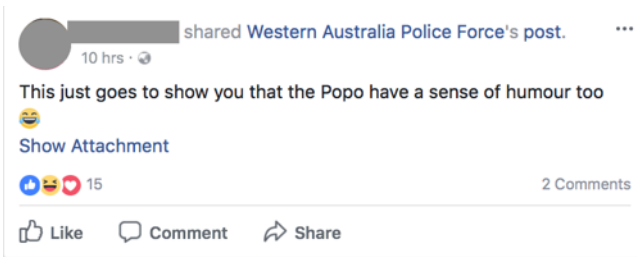 shared Western Australia Police Force's post.
10 hrs ·
This just goes to show you that the Popo have a sense of humour too
😂
Show Attachment
15 2 Comments
Like Comment Share